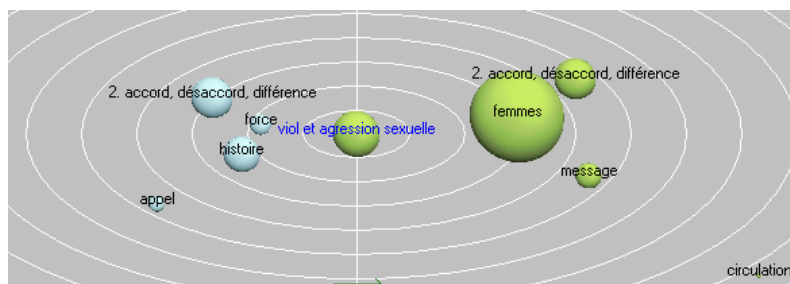 2. accord, désaccord, différence
femmes
2. accord, désaccord, différence
force
viol et agression sexuelle
histoire
message
appel
circulation